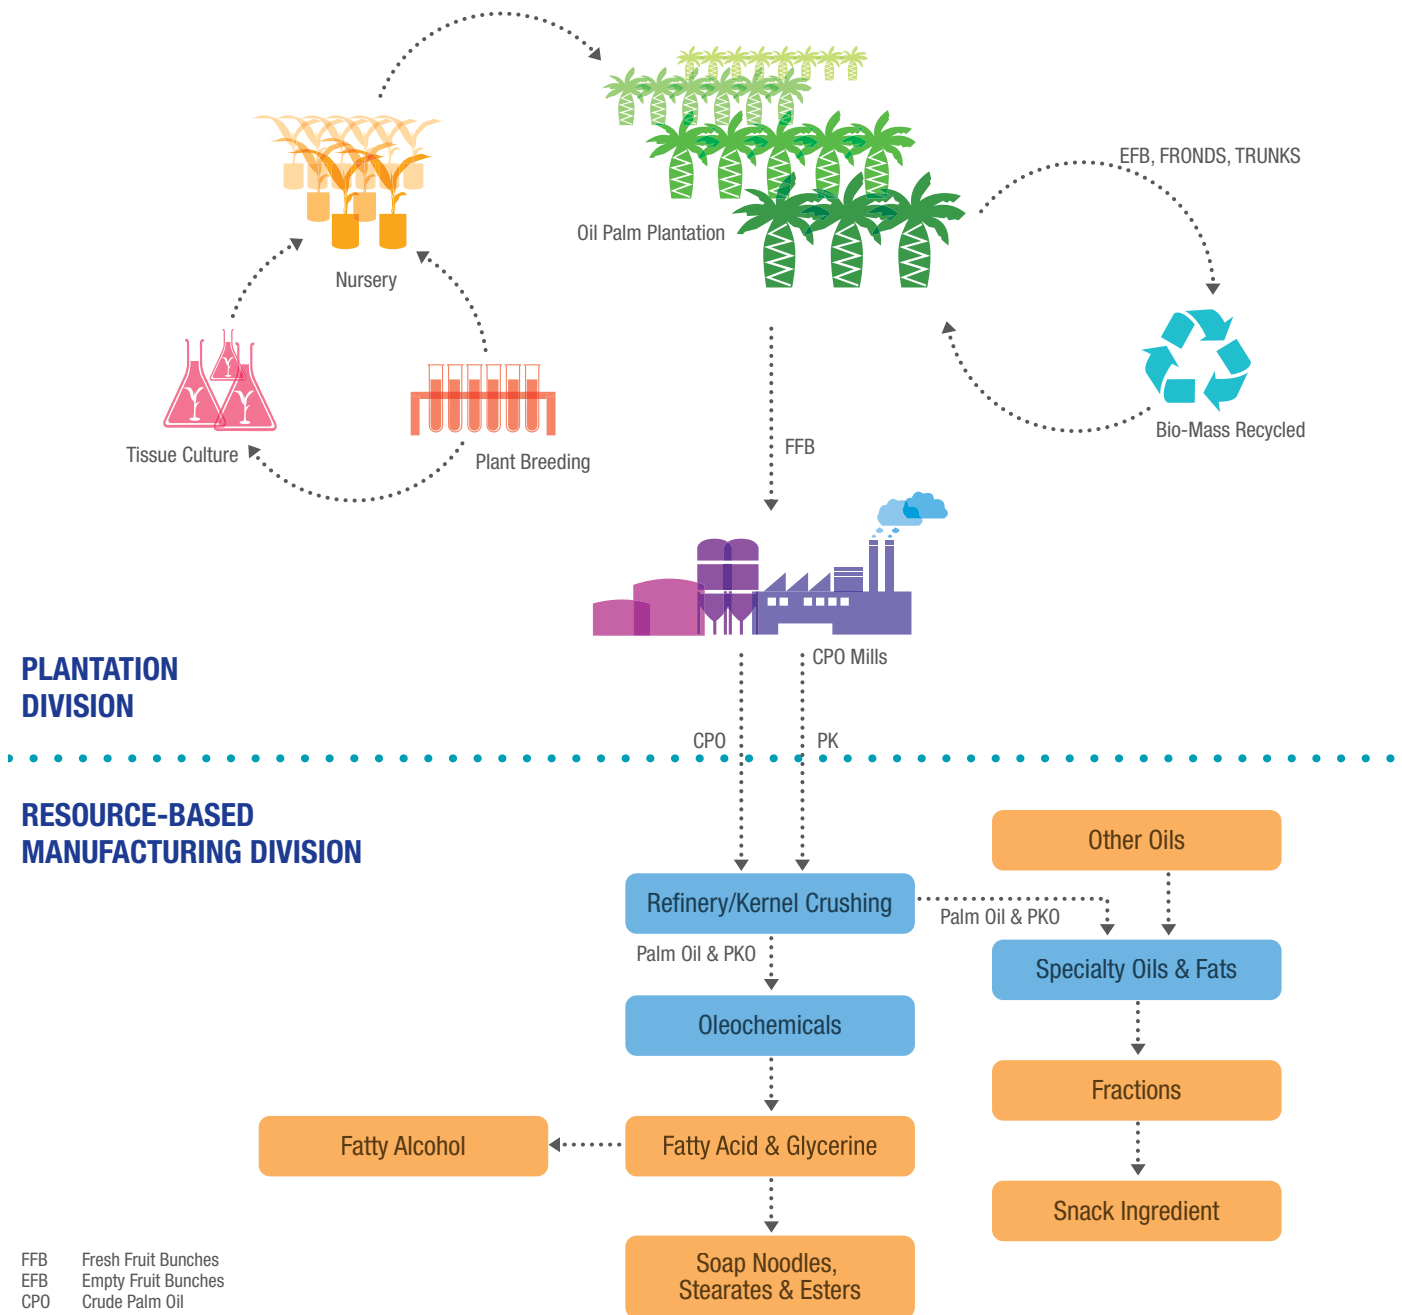 EFB, FRONDS, TRUNKS
Oil Palm Plantation
Nursery
Tissue Culture
Plant Breeding
Bio-Mass Recycled
FFB
CPO Mills
PLANTATION
DIVISION
CPO
PK
RESOURCE-BASED
MANUFACTURING DIVISION
Other Oils
Refinery/Kernel Crushing
Palm Oil & PKO
Palm Oil & PKO
Specialty Oils & Fats
Oleochemicals
Fractions
Fatty Alcohol
Fatty Acid & Glycerine
Snack Ingredient
Soap Noodles,
Stearates & Esters
FFB Fresh Fruit Bunches
EFB Empty Fruit Bunches
CPO Crude Palm Oil